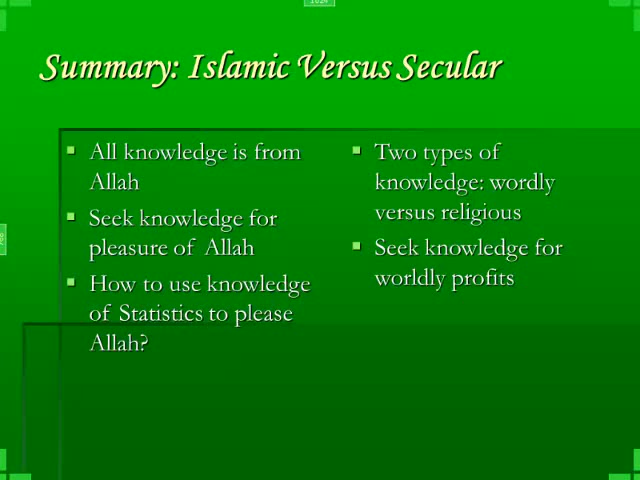 1024
Summary: Islamic Versus Secular
All knowledge is from
Allah
Seek knowledge for
pleasure of Allah
How to use knowledge
of Statistics to please
Allah?
Two types of
knowledge: wordly
versus religious
Seek knowledge for
worldly profits